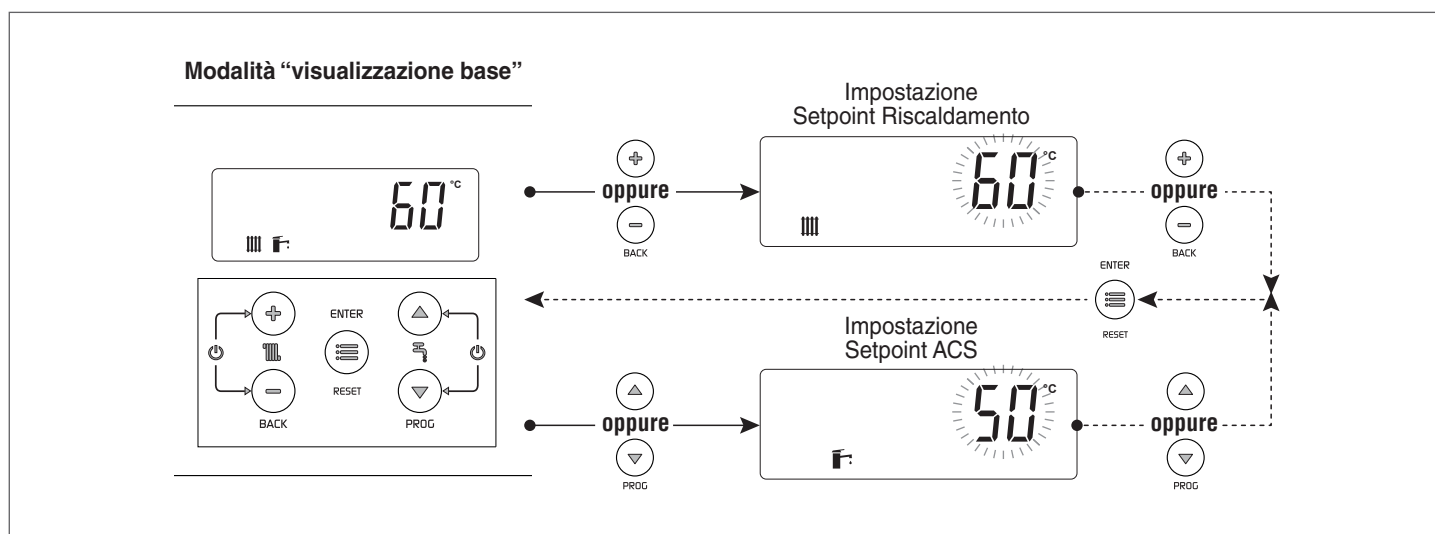 Modalità “visualizzazione base”
60 °C
ENTER
RESET
BACK
PROG
oppure
BACK
Impostazione
Setpoint Riscaldamento
60 °C
oppure
BACK
ENTER
RESET
oppure
PROG
Impostazione
Setpoint ACS
50 °C
oppure
PROG